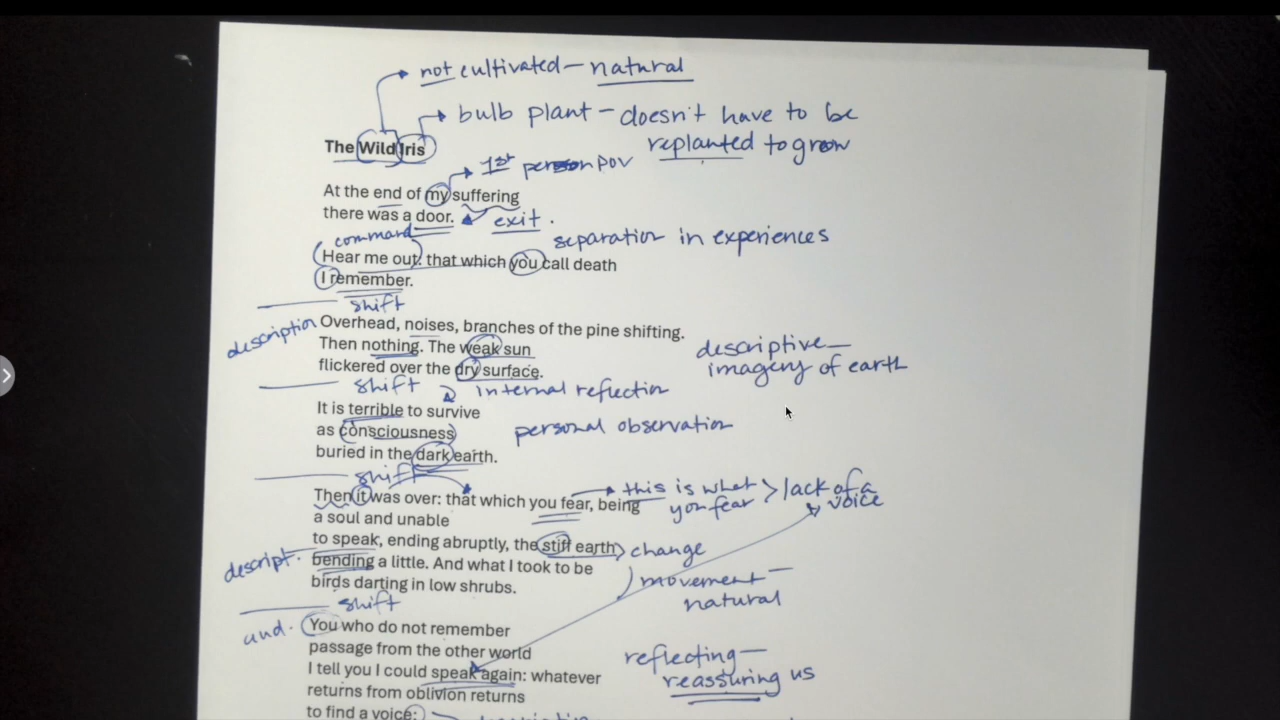 not cultivated - natural
bulb plant - doesn't have to be
replanted to grow
The Wild Iris
1st person pov
At the end of my suffering
there was a door.
exit.
command
separation in experiences
Hear me out: that which you call death
I remember.
shift
description
Overhead, noises, branches of the pine shifting.
Then nothing. The weak sun
flickered over the dry surface.
descriptive -
imagery of earth
shift
internal reflection
It is terrible to survive
as consciousness
buried in the dark earth.
personal observation
shift
Then it was over: that which you fear, being
a soul and unable
to speak, ending abruptly, the stiff earth
bending a little. And what I took to be
birds darting in low shrubs.
this is what
you fear
lack of a
voice
change
descript.
movement -
natural
shift
aud.
You who do not remember
passage from the other world
I tell you I could speak again: whatever
returns from oblivion returns
to find a voice:
reflecting -
reassuring us